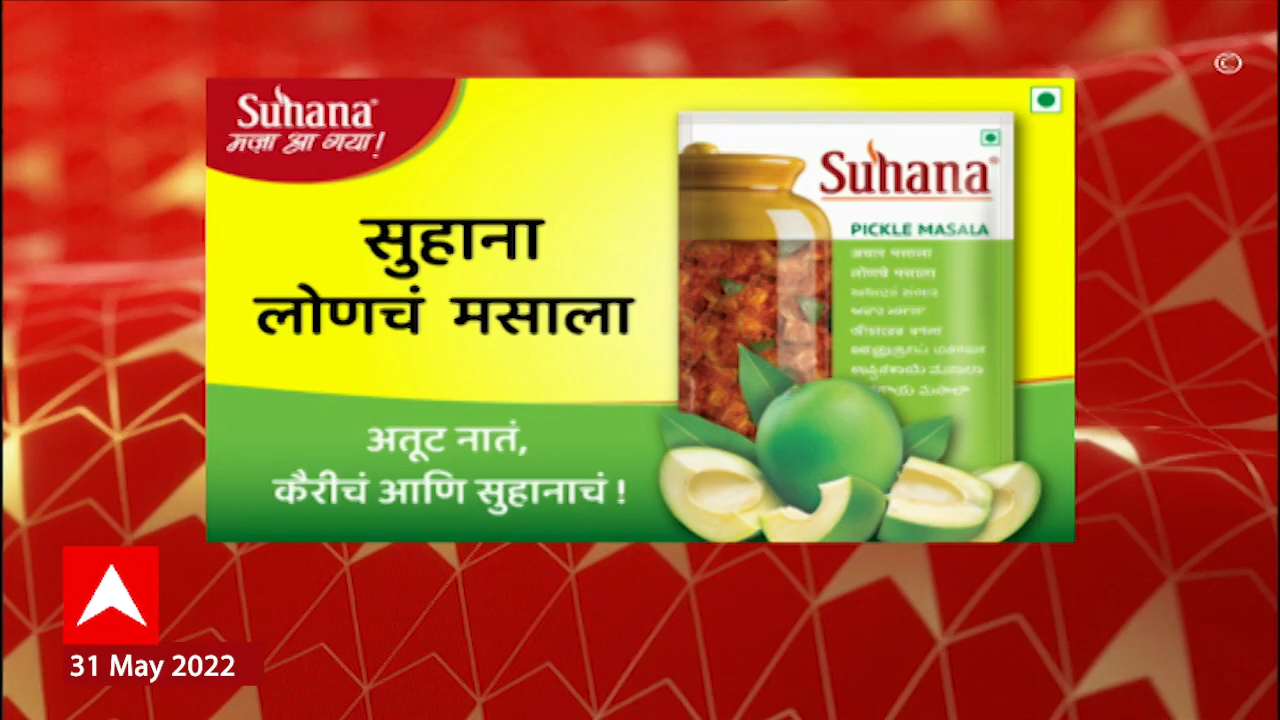 Suhana
मज़ा आ गया!
सुहाना
लोणचं मसाला
अतूट नातं,
कैरीचं आणि सुहानाचं !
Suhana
PICKLE MASALA
अचार मसाला
लोणचे मसाला
31 May 2022